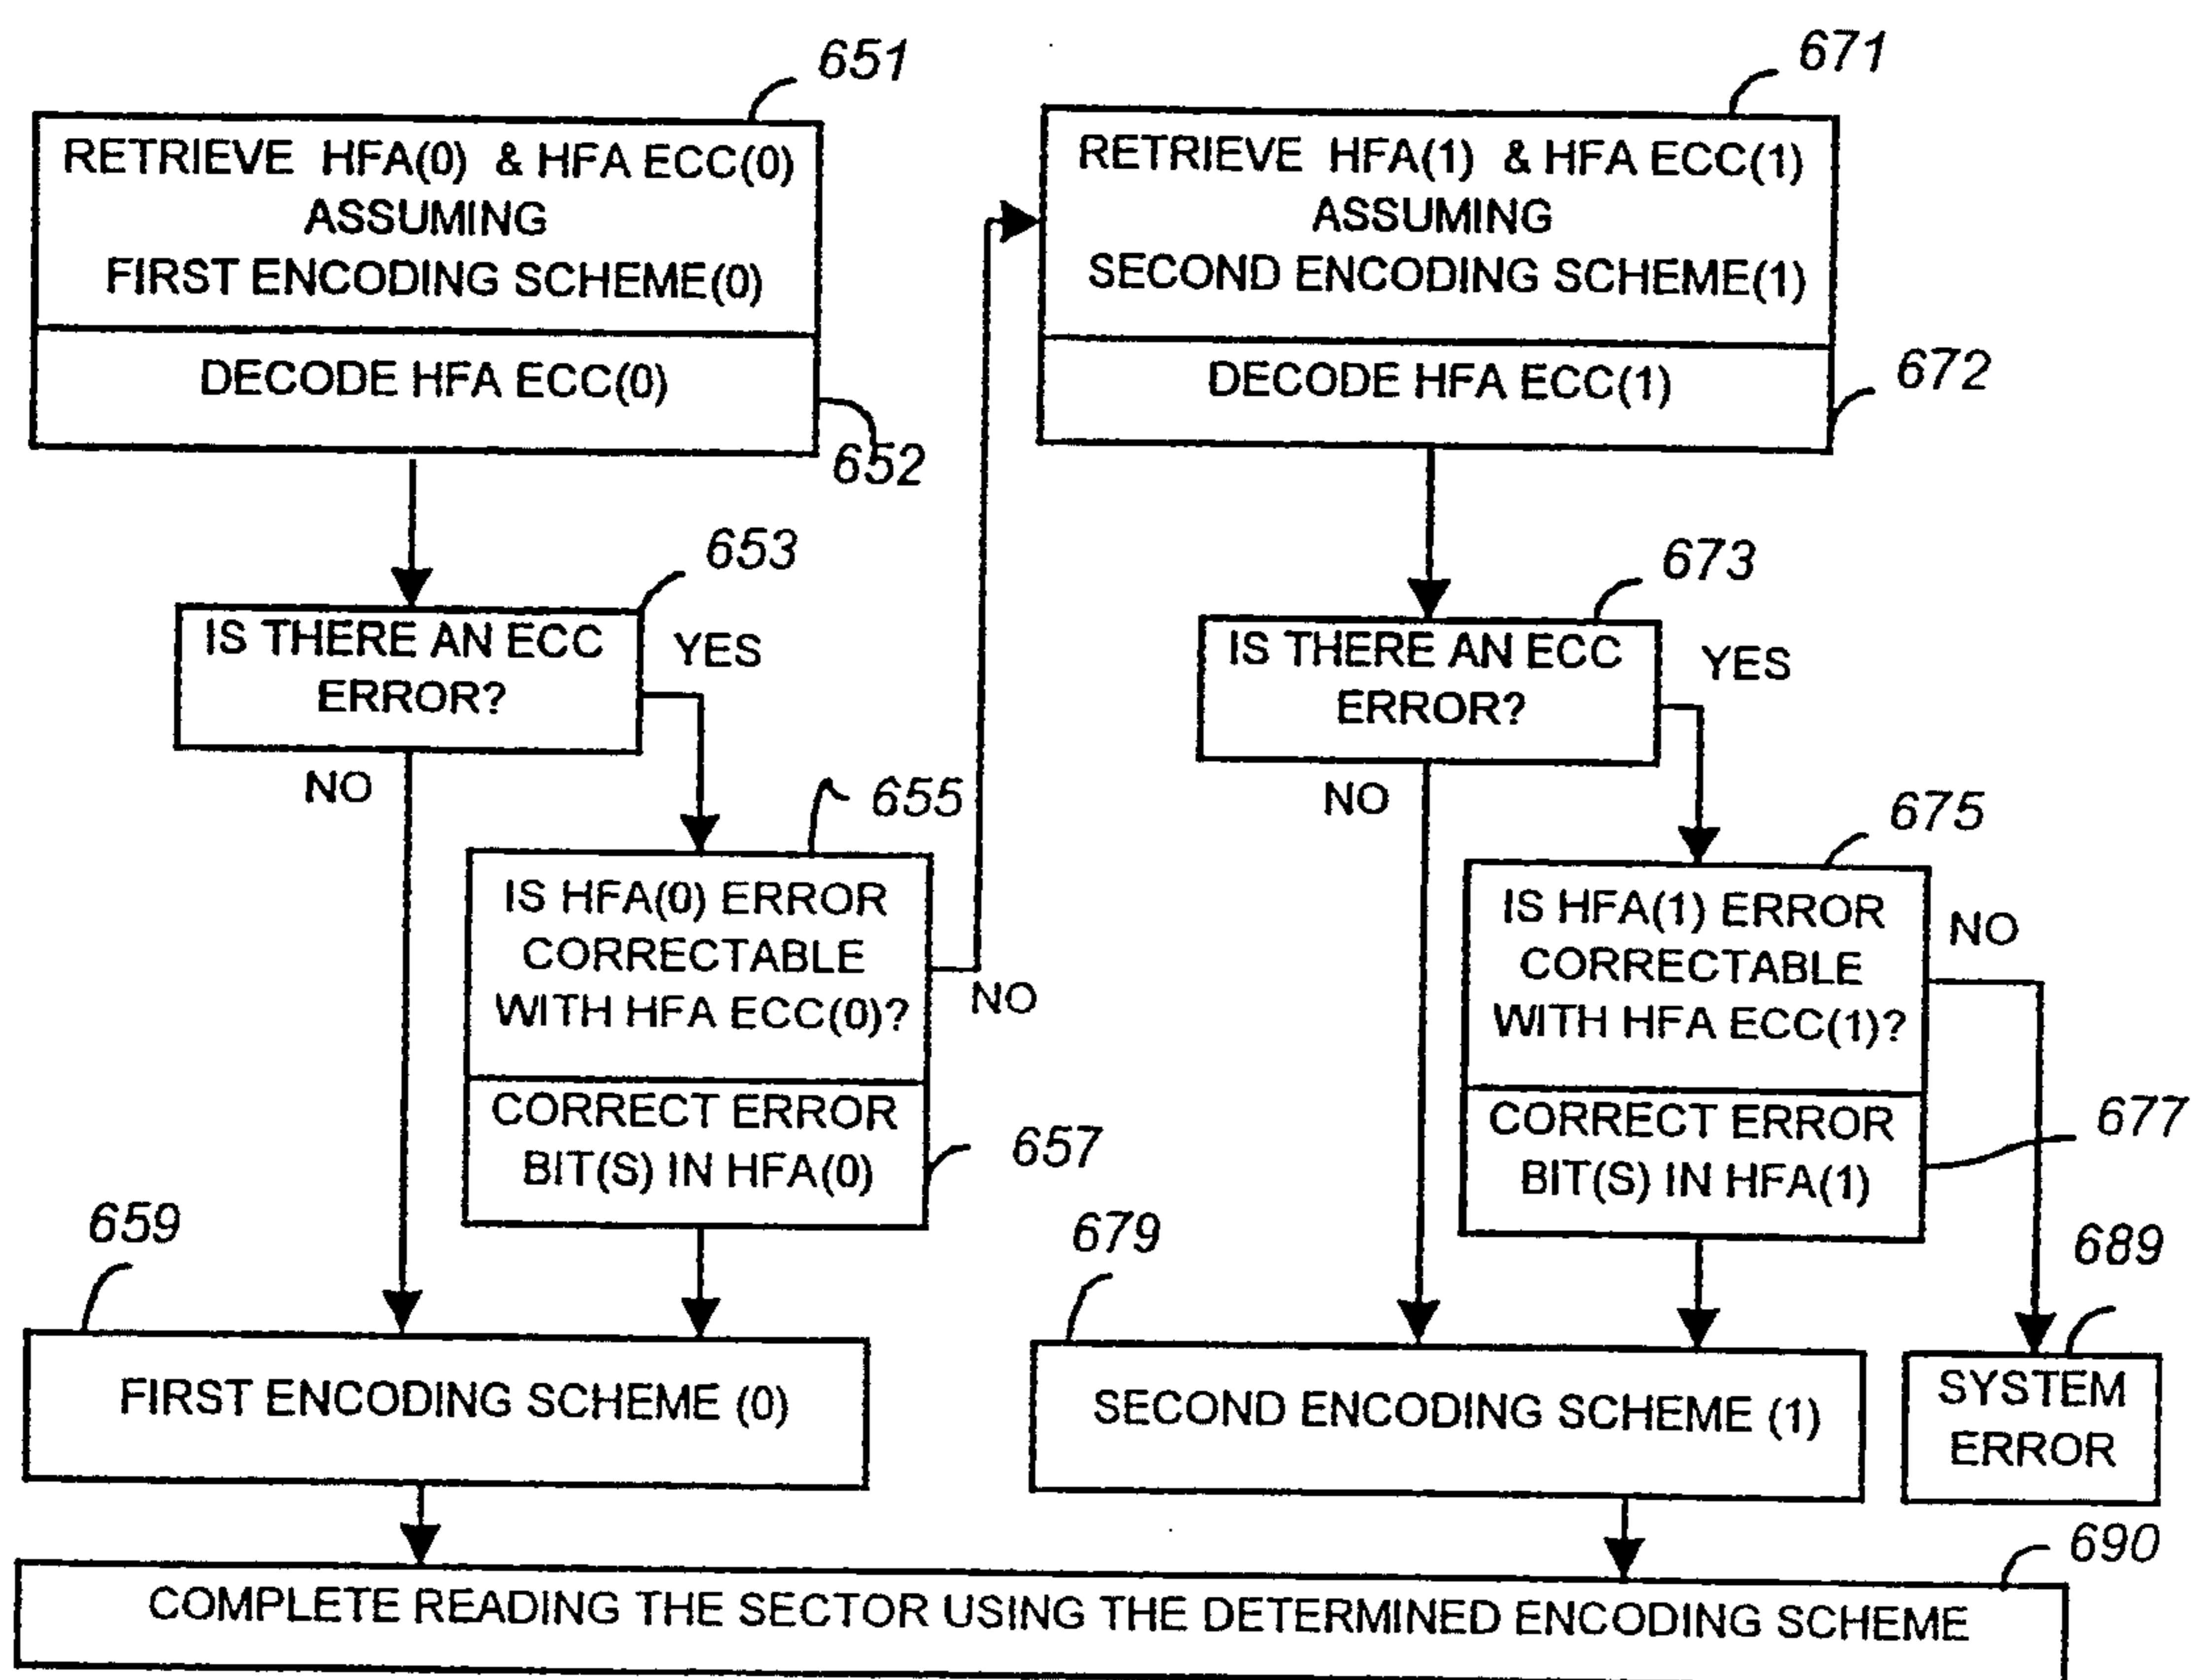 651
RETRIEVE HFA(0) & HFA ECC(0)
ASSUMING
FIRST ENCODING SCHEME(0)
DECODE HFA ECC(0)
652
653
IS THERE AN ECC
ERROR?
YES
NO
655
IS HFA(0) ERROR
CORRECTABLE
WITH HFA ECC(0)?
NO
CORRECT ERROR
BIT(S) IN HFA(0)
657
659
FIRST ENCODING SCHEME (0)
671
RETRIEVE HFA(1) & HFA ECC(1)
ASSUMING
SECOND ENCODING SCHEME(1)
DECODE HFA ECC(1)
672
673
IS THERE AN ECC
ERROR?
YES
NO
675
IS HFA(1) ERROR
CORRECTABLE
WITH HFA ECC(1)?
NO
CORRECT ERROR
BIT(S) IN HFA(1)
677
679
SECOND ENCODING SCHEME (1)
689
SYSTEM
ERROR
690
COMPLETE READING THE SECTOR USING THE DETERMINED ENCODING SCHEME